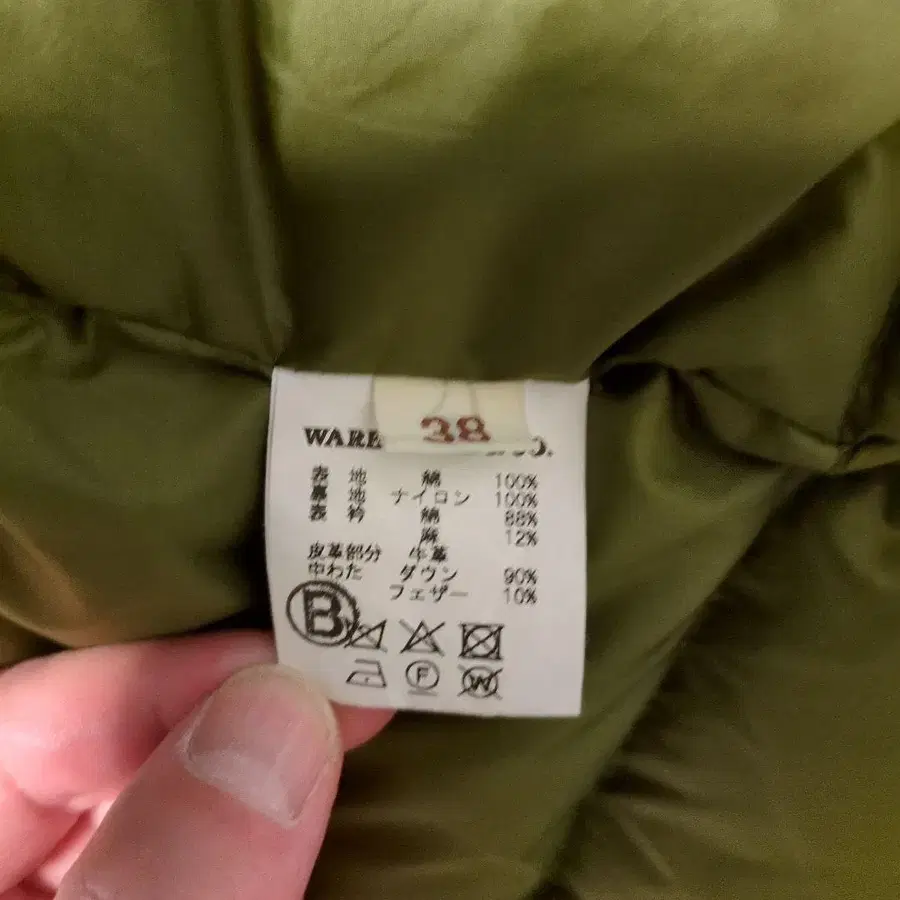 38
WARE
CO.
表 地 綿 100%
裏 地 ナイロン 100%
表 衿 綿 88%
麻 12%
皮革部分 牛革
中わた ダウン 90%
フェザー 10%
B
F
W